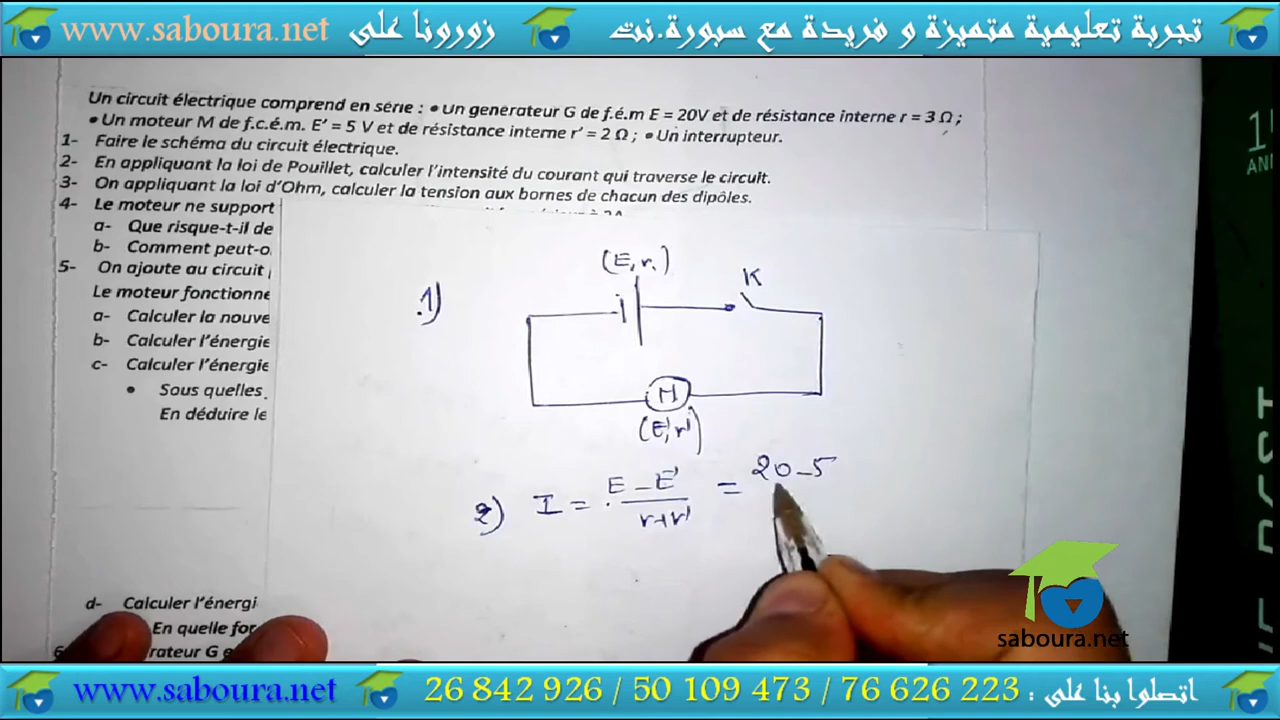 www.saboura.net زورونا على تجربة تعليمية متميزة و فريدة مع سبورة.نت
Un circuit électrique comprend en série : • Un générateur G de f.é.m E = 20V et de résistance interne r = 3 Ω ;
• Un moteur M de f.c.é.m. E' = 5 V et de résistance interne r' = 2 Ω ; • Un interrupteur.
1- Faire le schéma du circuit électrique.
2- En appliquant la loi de Pouillet, calculer l'intensité du courant qui traverse le circuit.
3- On appliquant la loi d'Ohm, calculer la tension aux bornes de chacun des dipôles.
4- Le moteur ne support
a- Que risque-t-il de
b- Comment peut-o
5- On ajoute au circuit
Le moteur fonctionne
a- Calculer la nouve
b- Calculer l'énergie
c- Calculer l'énergie
• Sous quelles
En déduire le
d- Calculer l'énergi
En quelle for
rateur G
1)
(E, r)
K
M
(E', r')
2) I = E - E' / r + r' = 20 - 5
saboura.net
www.saboura.net 26 842 926 / 50 109 473 / 76 626 223 : اتصلوا بنا على